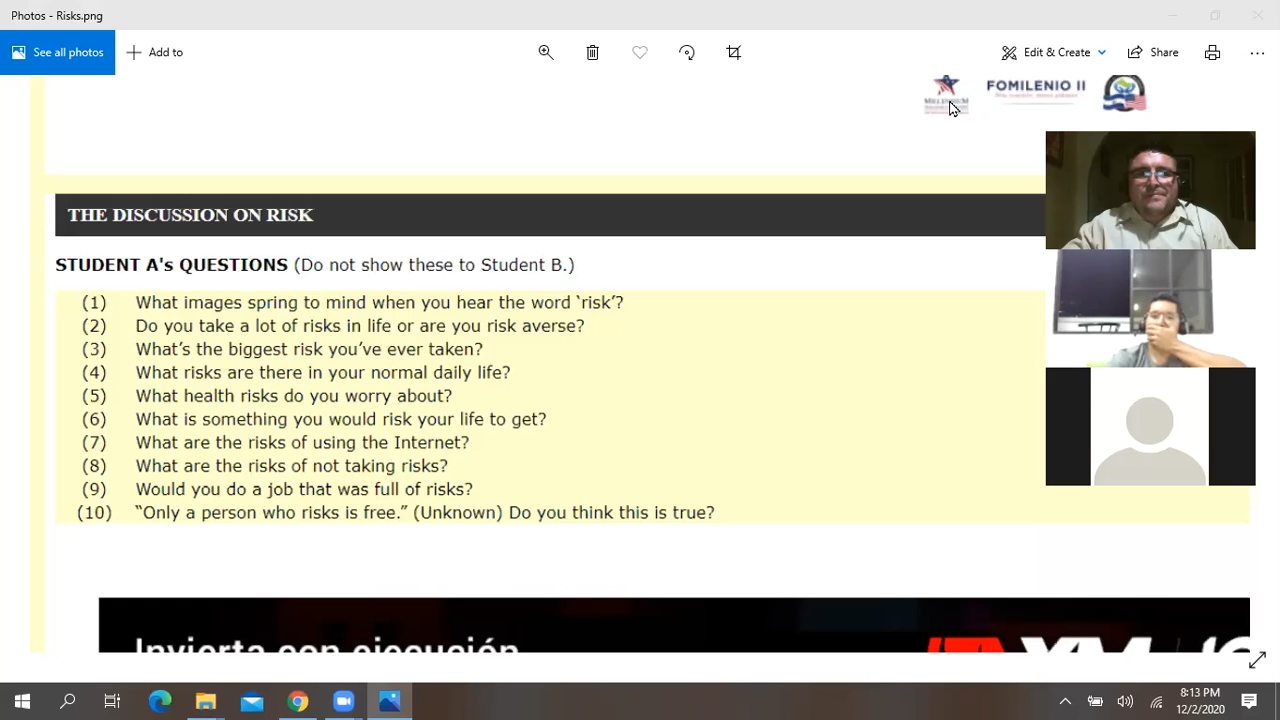 Photos - Risks.png
See all photos
Add to
Edit & Create
Share
MILLENNIUM
FOMILENIO II
THE DISCUSSION ON RISK
STUDENT A's QUESTIONS (Do not show these to Student B.)
(1) What images spring to mind when you hear the word ‘risk’?
(2) Do you take a lot of risks in life or are you risk averse?
(3) What’s the biggest risk you’ve ever taken?
(4) What risks are there in your normal daily life?
(5) What health risks do you worry about?
(6) What is something you would risk your life to get?
(7) What are the risks of using the Internet?
(8) What are the risks of not taking risks?
(9) Would you do a job that was full of risks?
(10) “Only a person who risks is free.” (Unknown) Do you think this is true?
Invierta con ejecución
XM
8:13 PM
12/2/2020